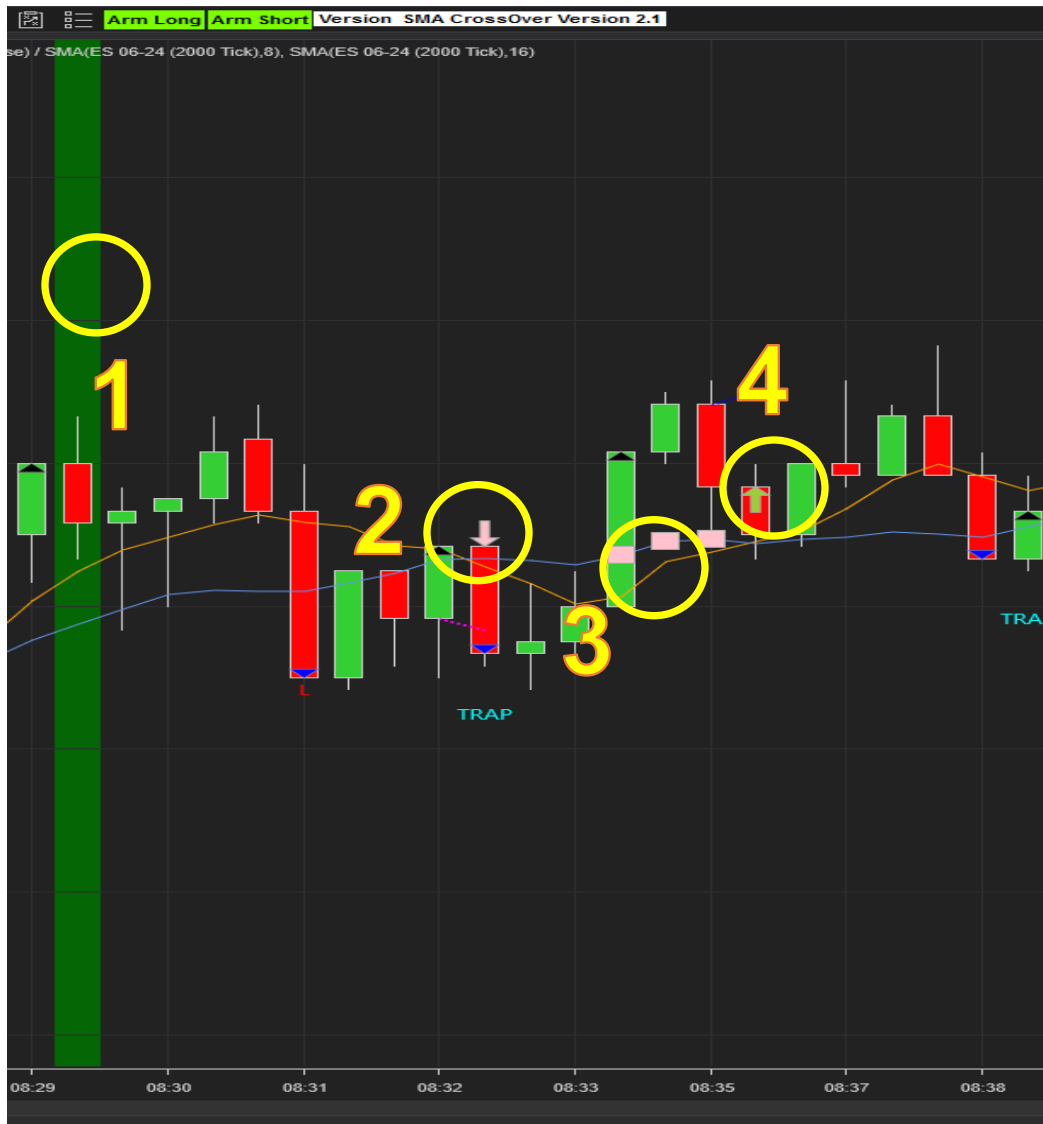 Arm Long Arm Short Version SMA CrossOver Version 2.1
se) / SMA(ES 06-24 (2000 Tick),8), SMA(ES 06-24 (2000 Tick),16)
1
4
2
3
TRA
L
TRAP
08:29 08:30 08:31 08:32 08:33 08:35 08:37 08:38